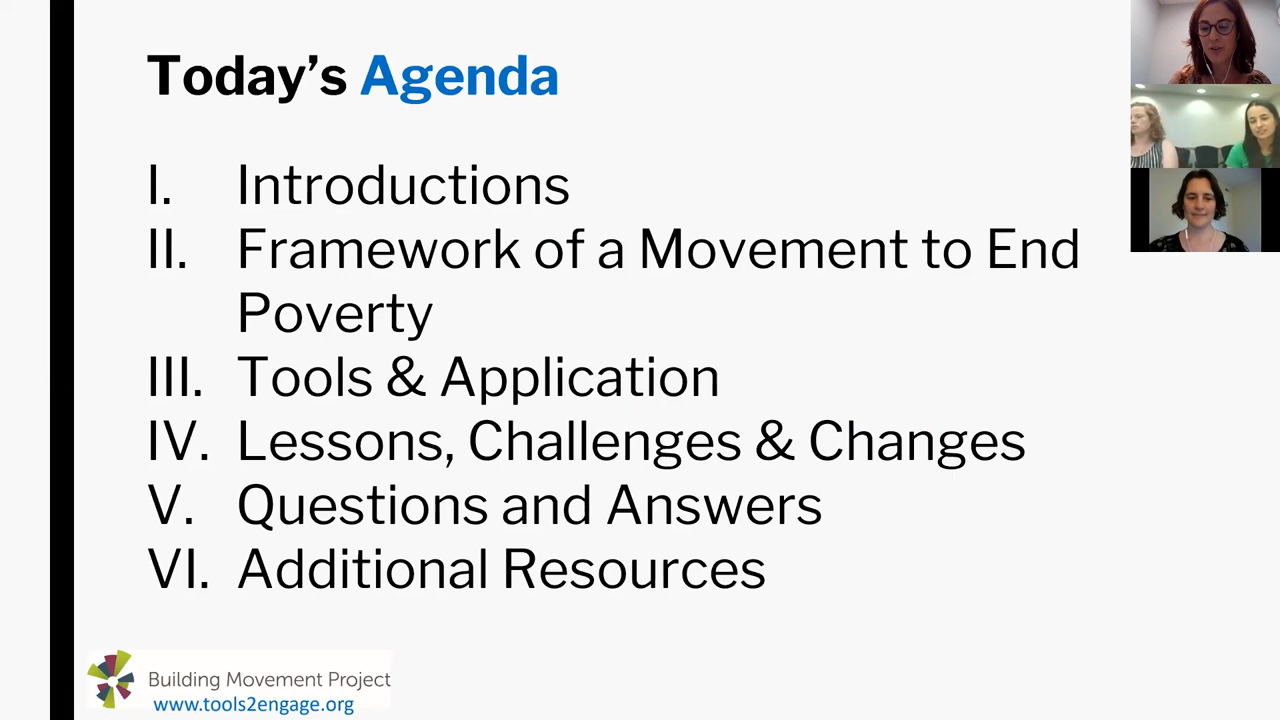 Today’s Agenda
I. Introductions
II. Framework of a Movement to End
Poverty
III. Tools & Application
IV. Lessons, Challenges & Changes
V. Questions and Answers
VI. Additional Resources
Building Movement Project
www.tools2engage.org